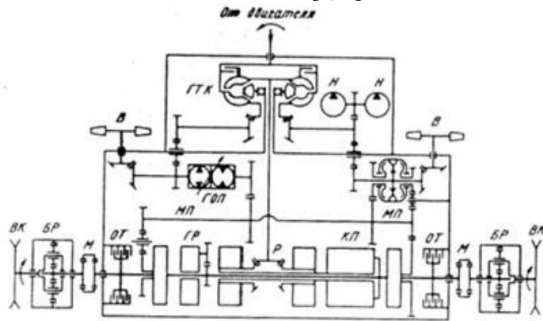 От двигателя
ГТК
Н Н
В
В
ГОП
МП
МП
ВК
БР
М
ОТ
ГР
Р
КП
ОТ
М
БР
ВК